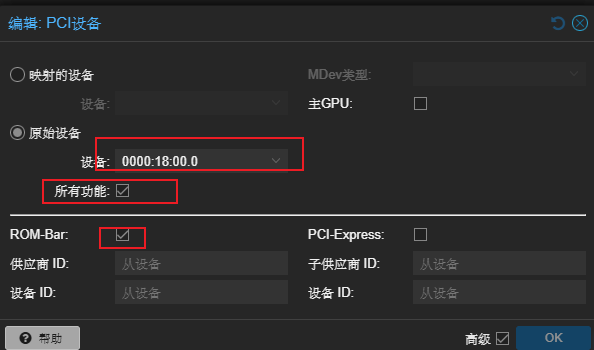 编辑: PCI设备
映射的设备
MDev类型:
设备:
主GPU:
原始设备
设备: 0000:18:00.0
所有功能:
ROM-Bar:
PCI-Express:
供应商 ID: 从设备
子供应商 ID: 从设备
设备 ID: 从设备
设备 ID: 从设备
帮助
高级
OK